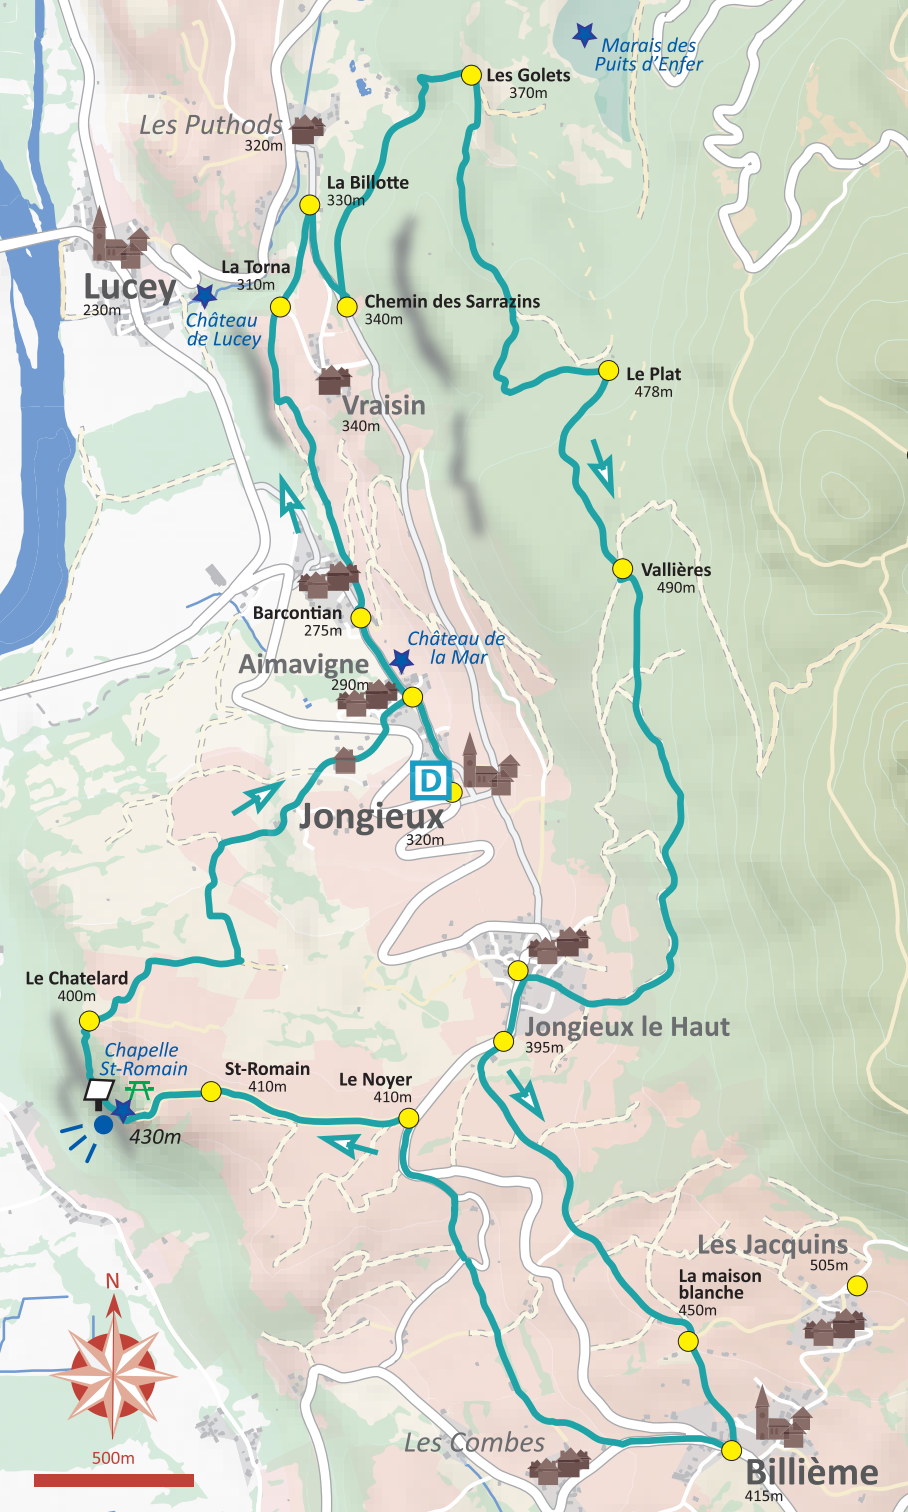 Marais des
Puits d'Enfer
Les Golets
370m
Les Puthods
320m
La Billotte
330m
La Torna
310m
Lucey
230m
Château
de Lucey
Chemin des Sarrazins
340m
Le Plat
478m
Vraisin
340m
Vallières
490m
Barcontian
275m
Château de
la Mar
Aimavigne
290m
D
Jongieux
320m
Le Chatelard
400m
Jongieux le Haut
395m
Chapelle
St-Romain
St-Romain
410m
Le Noyer
410m
430m
Les Jacquins
505m
La maison
blanche
450m
N
500m
Les Combes
Billième
415m